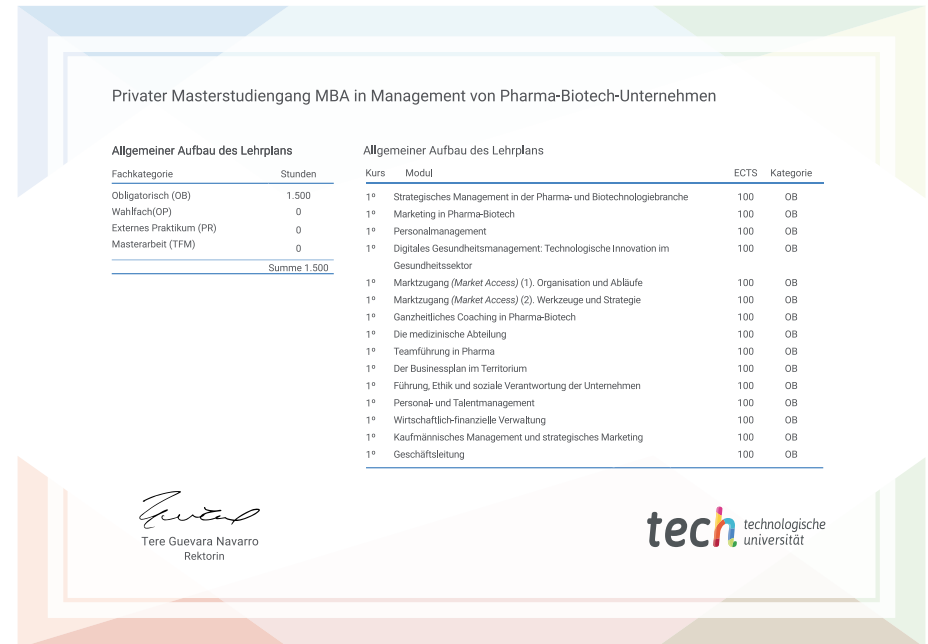 Privater Masterstudiengang MBA in Management von Pharma-Biotech-Unternehmen
Allgemeiner Aufbau des Lehrplans
Fachkategorie Stunden
Obligatorisch (OB) 1.500
Wahlfach(OP) 0
Externes Praktikum (PR) 0
Masterarbeit (TFM) 0
Summe 1.500
Allgemeiner Aufbau des Lehrplans
Kurs Modul ECTS Kategorie
1º Strategisches Management in der Pharma- und Biotechnologiebranche 100 OB
1º Marketing in Pharma-Biotech 100 OB
1º Personalmanagement 100 OB
1º Digitales Gesundheitsmanagement: Technologische Innovation im 100 OB
Gesundheitssektor
1º Marktzugang (Market Access) (1). Organisation und Abläufe 100 OB
1º Marktzugang (Market Access) (2). Werkzeuge und Strategie 100 OB
1º Ganzheitliches Coaching in Pharma-Biotech 100 OB
1º Die medizinische Abteilung 100 OB
1º Teamführung in Pharma 100 OB
1º Der Businessplan im Territorium 100 OB
1º Führung, Ethik und soziale Verantwortung der Unternehmen 100 OB
1º Personal- und Talentmanagement 100 OB
1º Wirtschaftlich-finanzielle Verwaltung 100 OB
1º Kaufmännisches Management und strategisches Marketing 100 OB
1º Geschäftsleitung 100 OB
Tere Guevara Navarro
Rektorin
tech technologische
universität